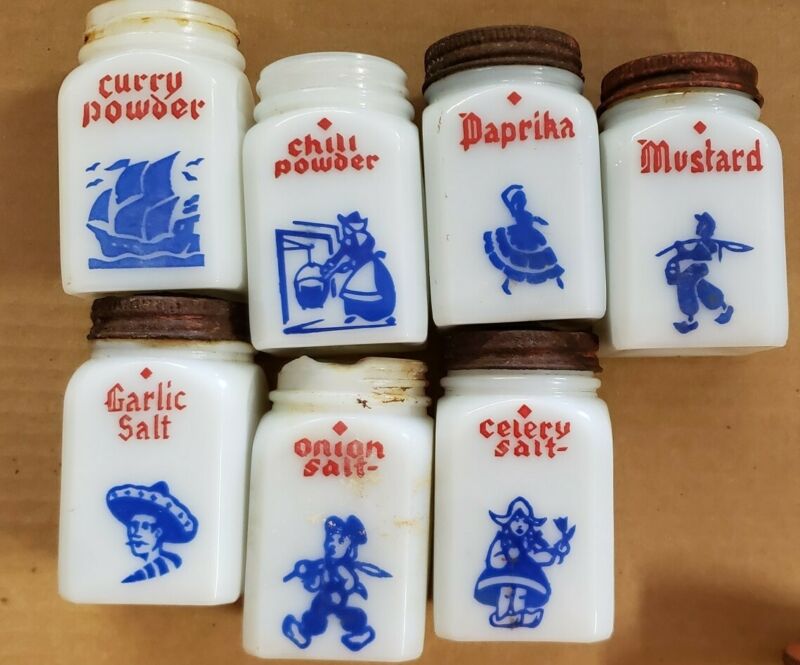 curry
powder
chili
powder
Paprika
Mustard
Garlic
Salt
onion
salt-
celery
salt-